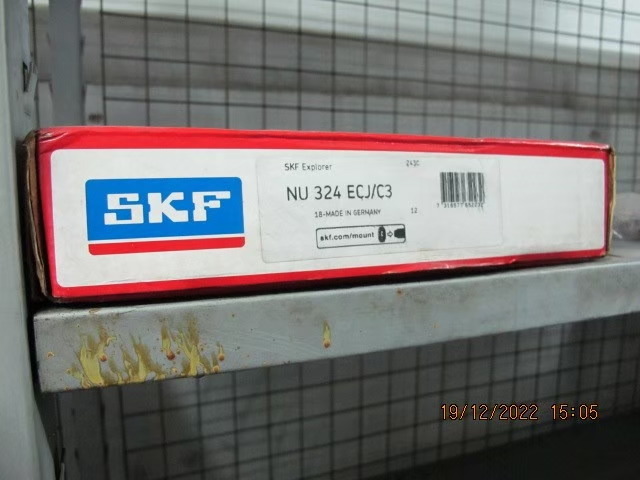 SKF
SKF Explorer
NU 324 ECJ/C3
18-MADE IN GERMANY 12
skf.com/mount
19/12/2022 15:05